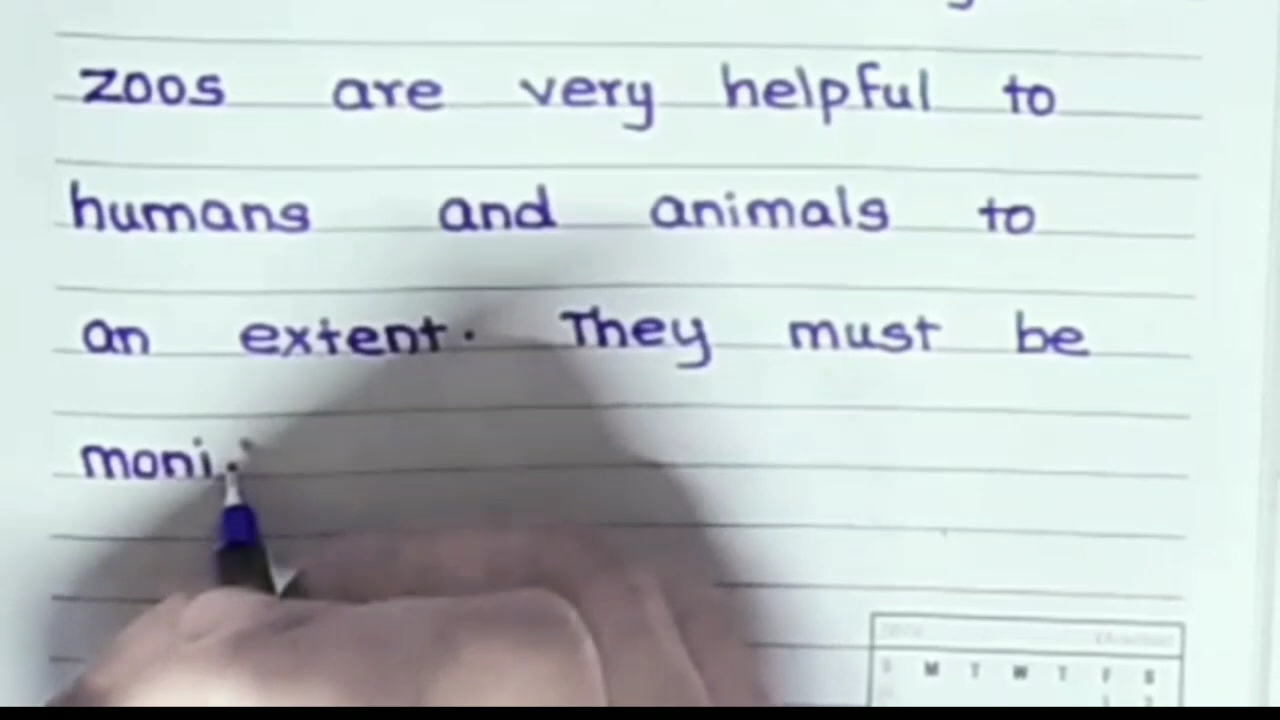 zoos are very helpful to
humans and animals to
an extent. They must be
moni
M T W T F S